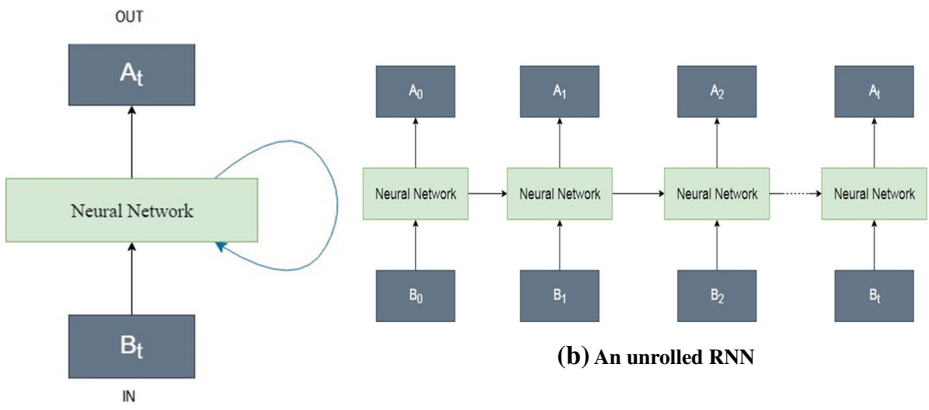 OUT
Aₜ
Neural Network
Bₜ
IN
A₀ A₁ A₂ Aₜ
Neural Network Neural Network Neural Network Neural Network
B₀ B₁ B₂ Bₜ
(b) An unrolled RNN